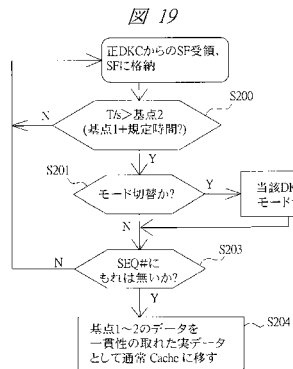 図 19
正DKCからのSF受領、
SFに格納
S200
N
T/s＞基点2
(基点1+規定時間?)
Y
S201
モード切替か?
Y
当該DK
モード
N
S203
N
SEQ#に
もれは無いか?
Y
S204
基点1～2のデータを
一貫性の取れた実データ
として通常 Cacheに移す